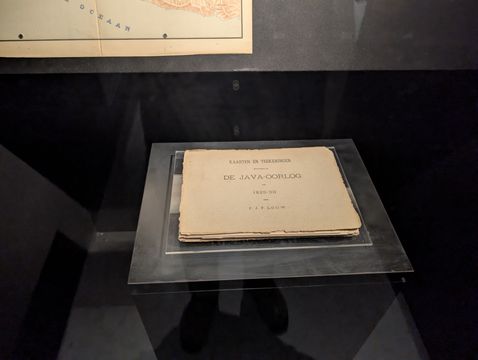 OCEAAN
KAARTEN EN TEEKENINGEN
DE JAVA-OORLOG
1825-30
P. J. F. LOUW